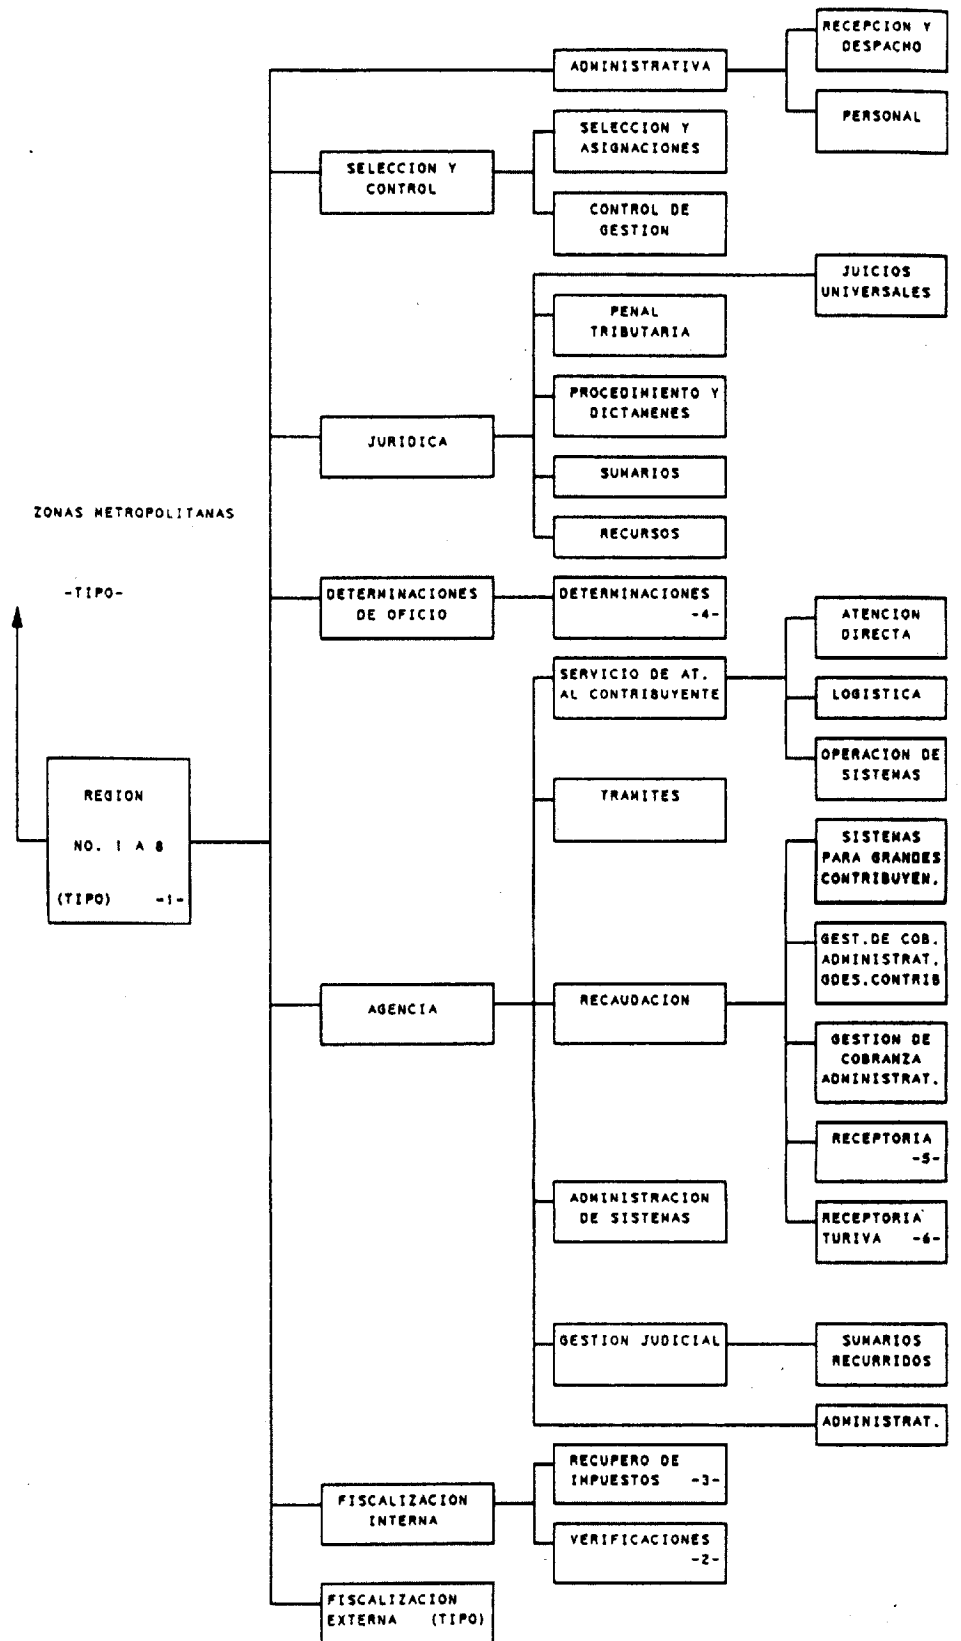 RECEPCION Y
DESPACHO
ADMINISTRATIVA
PERSONAL
SELECCION Y
ASIGNACIONES
SELECCION Y
CONTROL
CONTROL DE
GESTION
JUICIOS
UNIVERSALES
PENAL
TRIBUTARIA
PROCEDIMIENTO Y
DICTAMENES
JURIDICA
SUMARIOS
RECURSOS
ZONAS METROPOLITANAS
-TIPO-
DETERMINACIONES
DE OFICIO
DETERMINACIONES
-4-
ATENCION
DIRECTA
SERVICIO DE AT.
AL CONTRIBUYENTE
LOGISTICA
OPERACION DE
SISTEMAS
TRAMITES
REGION
NO. 1 A 8
(TIPO) -1-
SISTEMAS
PARA GRANDES
CONTRIBUYEN.
GEST.DE COB.
ADMINISTRAT.
GDES.CONTRIB
AGENCIA
RECAUDACION
GESTION DE
COBRANZA
ADMINISTRAT.
RECEPTORIA
-5-
ADMINISTRACION
DE SISTEMAS
RECEPTORIA
TURIVA -6-
GESTION JUDICIAL
SUMARIOS
RECURRIDOS
ADMINISTRAT.
RECUPERO DE
IMPUESTOS -3-
FISCALIZACION
INTERNA
VERIFICACIONES
-2-
FISCALIZACION
EXTERNA (TIPO)